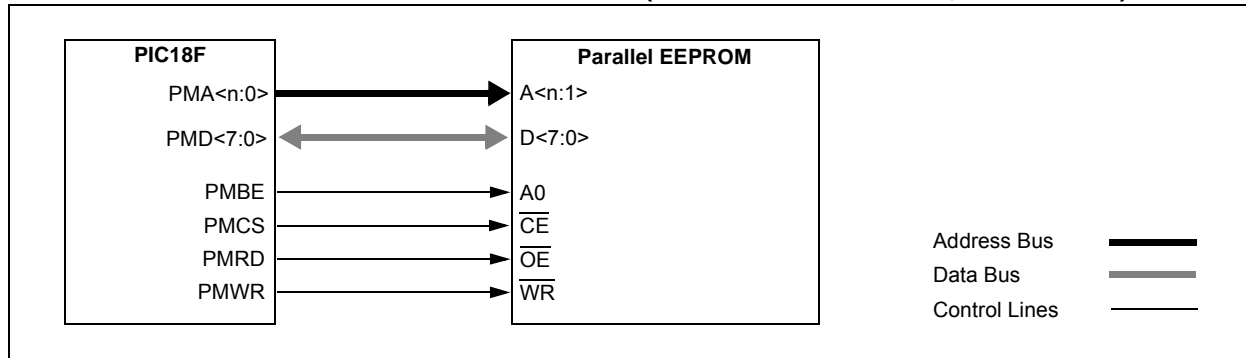 PIC18F
Parallel EEPROM
PMA<n:0>
A<n:1>
PMD<7:0>
D<7:0>
PMBE
A0
PMCS
CE
PMRD
OE
PMWR
WR
Address Bus
Data Bus
Control Lines